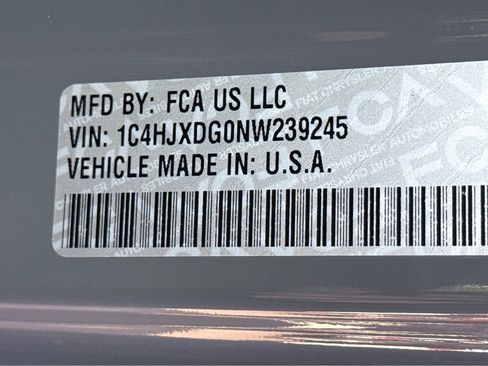 MFD BY: FCA US LLC
VIN: 1C4HJXDG0NW239245
VEHICLE MADE IN: U.S.A.